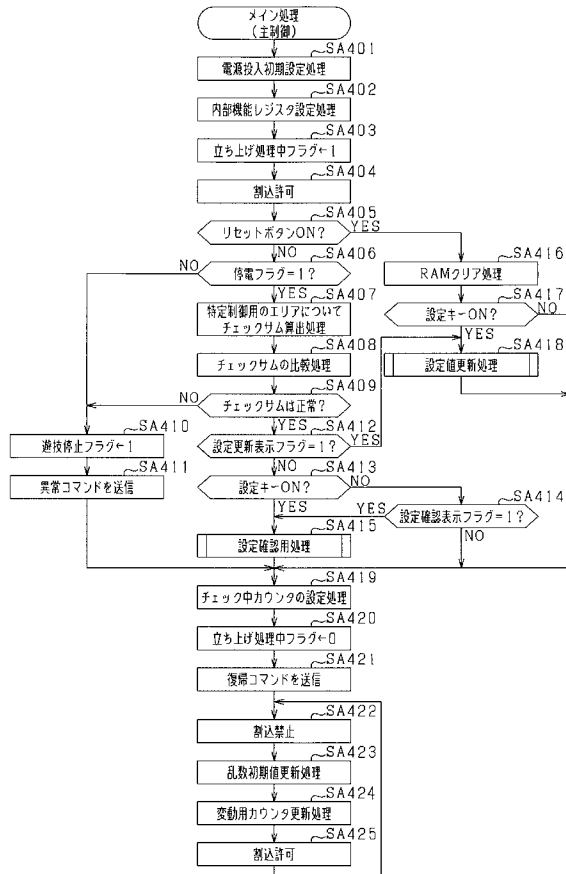 メイン処理
(主制御)
SA401
電源投入初期設定処理
SA402
内部機能レジスタ設定処理
SA403
立ち上げ処理中フラグ←1
SA404
割込許可
SA405
リセットボタンON?
YES
NO
SA406
停電フラグ=1?
NO
YES
SA416
RAMクリア処理
SA417
設定キーON?
NO
YES
SA407
特定制御用のエリアについて
チェックサム算出処理
SA418
設定値更新処理
SA408
チェックサムの比較処理
SA409
チェックサムは正常?
NO
YES
SA410
遊技停止フラグ←1
SA411
異常コマンドを送信
SA412
設定更新表示フラグ=1?
YES
NO
SA413
設定キーON?
NO
YES
SA414
設定確認表示フラグ=1?
YES
NO
SA415
設定確認用処理
SA419
チェック中カウンタの設定処理
SA420
立ち上げ処理中フラグ←0
SA421
復帰コマンドを送信
SA422
割込禁止
SA423
乱数初期値更新処理
SA424
変動用カウンタ更新処理
SA425
割込許可